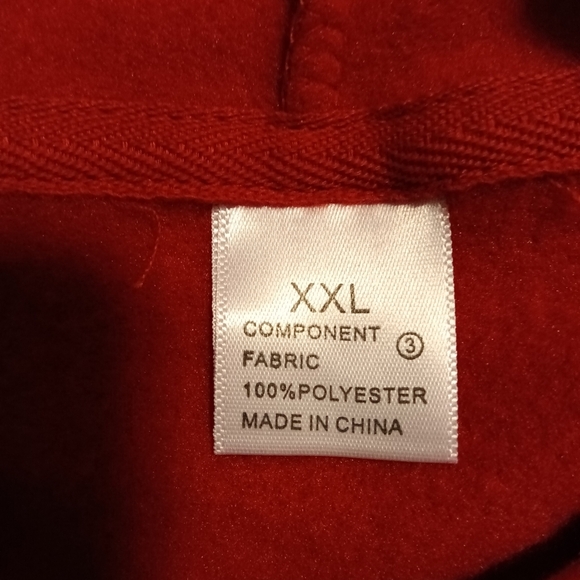 XXL
COMPONENT ③
FABRIC
100%POLYESTER
MADE IN CHINA